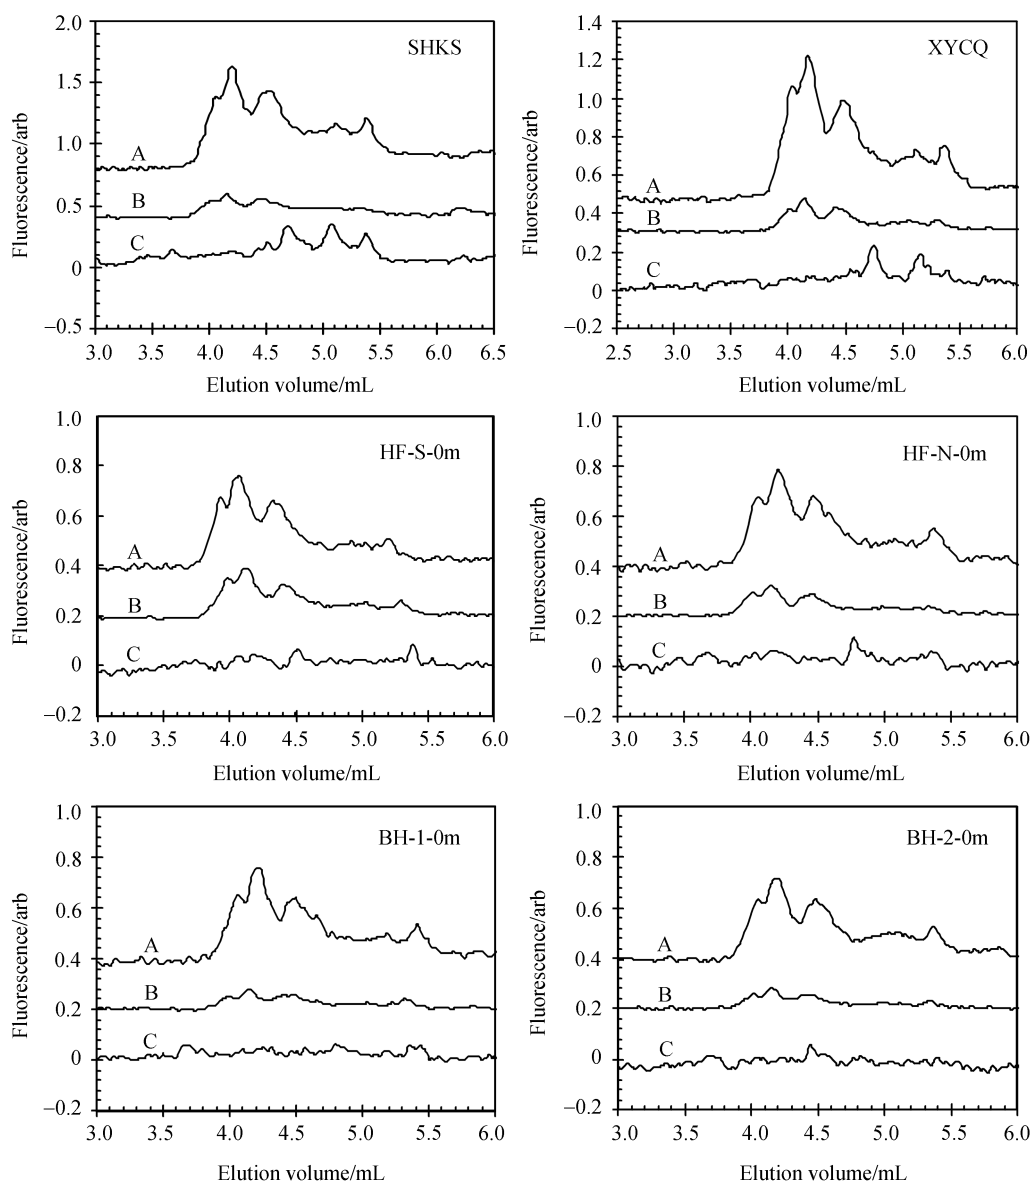 2.0
SHKS
1.5
Fluorescence/arb
1.0
A
B
0.5
C
0
–0.5
3.0 3.5 4.0 4.5 5.0 5.5 6.0 6.5
Elution volume/mL
1.4
XYCQ
1.2
1.0
Fluorescence/arb
0.8
0.6
A
0.4
B
0.2
C
0
–0.2
2.5 3.0 3.5 4.0 4.5 5.0 5.5 6.0
Elution volume/mL
1.0
HF-S-0m
0.8
Fluorescence/arb
0.6
A
0.4
B
0.2
C
0
–0.2
3.0 3.5 4.0 4.5 5.0 5.5 6.0
Elution volume/mL
1.0
HF-N-0m
0.8
Fluorescence/arb
0.6
A
0.4
B
0.2
C
0
–0.2
3.0 3.5 4.0 4.5 5.0 5.5 6.0
Elution volume/mL
1.0
BH-1-0m
0.8
Fluorescence/arb
0.6
A
0.4
B
0.2
C
0
–0.2
3.0 3.5 4.0 4.5 5.0 5.5 6.0
Elution volume/mL
1.0
BH-2-0m
0.8
Fluorescence/arb
0.6
A
0.4
B
0.2
C
0
–0.2
3.0 3.5 4.0 4.5 5.0 5.5 6.0
Elution volume/mL